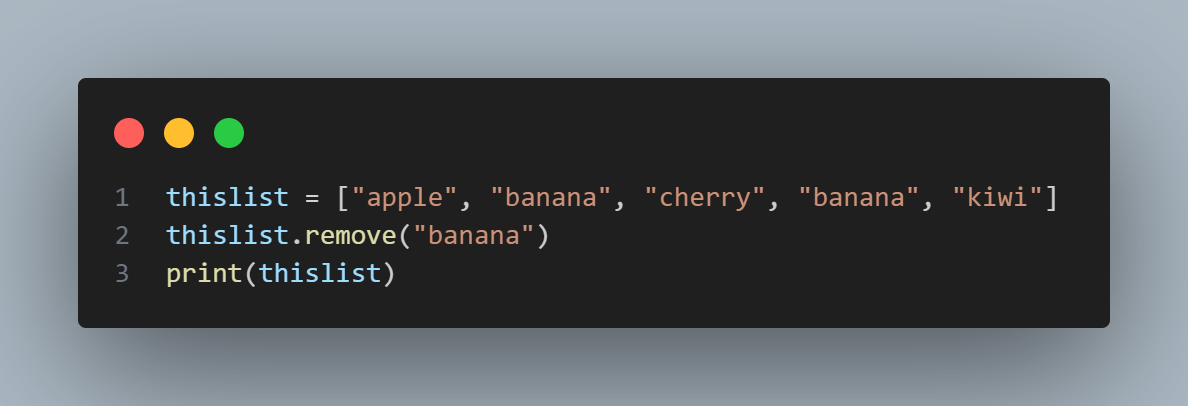 1 thislist = ["apple", "banana", "cherry", "banana", "kiwi"]
2 thislist.remove("banana")
3 print(thislist)